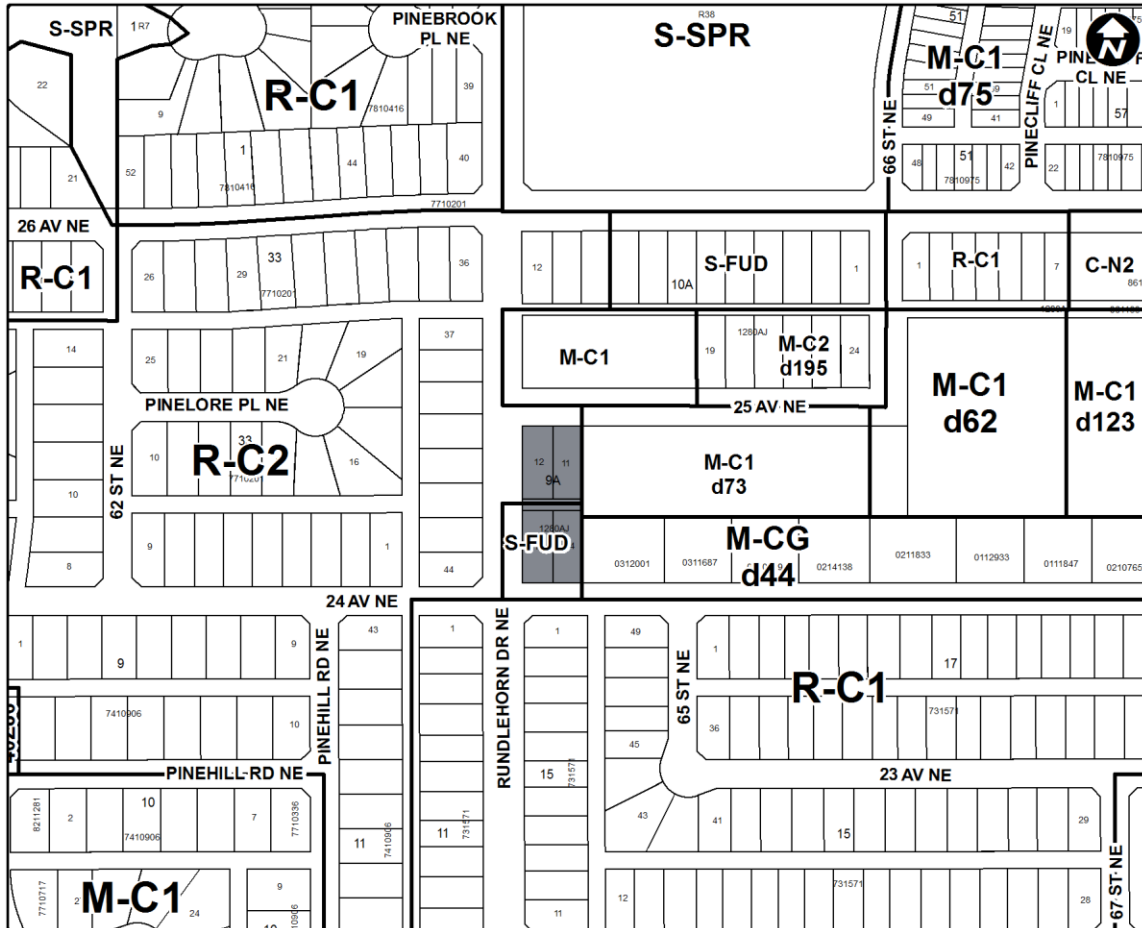 R38
S-SPR
1
R7
PINEBROOK
PL NE
S-SPR
51
19
N
M-C1
d75
PINECLIFF CL NE
CL NE
22
R-C1
39
9
7810416
51
49
41
1
57
66 ST NE
1
44
40
52
21
7810416
7710201
48
51
42
22
7810975
7810975
26 AV NE
R-C1
26
29
33
7710201
36
12
S-FUD
10A
1
1
R-C1
7
C-N2
861
14
25
21
19
37
M-C1
1280AJ
19
M-C2
d195
24
M-C1
d62
M-C1
d123
PINELORE PL NE
25 AV NE
62 ST NE
10
33
R-C2
7710201
16
12
11
9A
M-C1
d73
10
9
1
8
44
1280AJ
S-FUD
M-CG
d44
0312001
0311687
0214138
0211833
0112933
0111847
0210765
24 AV NE
1
9
9
43
1
1
49
65 ST NE
1
17
R-C1
PINEHILL RD NE
RUNDLEHORN DR NE
7410906
10
36
731571
45
PINEHILL RD NE
15
731571
23 AV NE
8211281
2
10
7410906
7
7710336
11
7410906
11
731571
43
41
15
29
7710717
M-C1
24
9
11
12
731571
28
67 ST NE